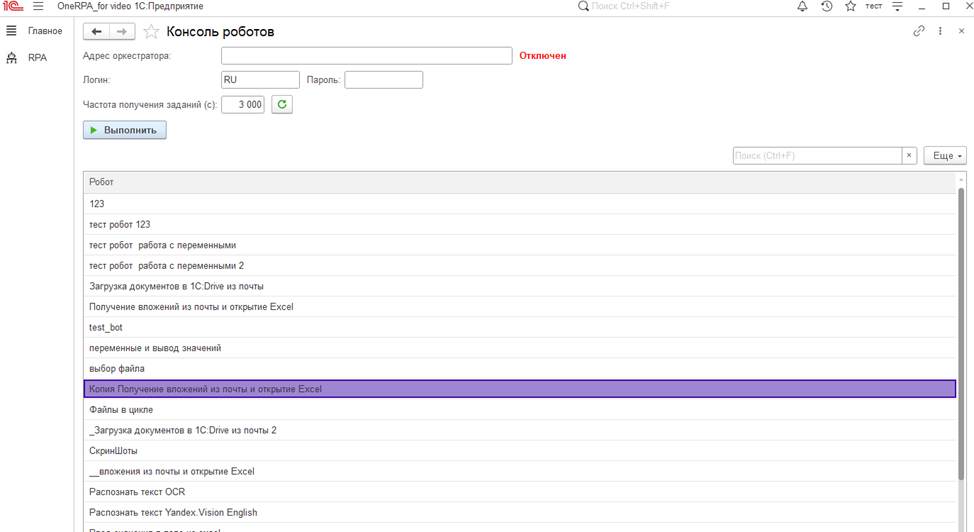 1С OneRPA_for video 1С:Предприятие Поиск Ctrl+Shift+F тест
Главное
RPA
Консоль роботов
Адрес оркестратора: Отключен
Логин: RU Пароль:
Частота получения заданий (с): 3 000
Выполнить
Поиск (Ctrl+F) × Еще
Робот
123
тест робот 123
тест робот  работа с переменными
тест робот  работа с переменными 2
Загрузка документов в 1C:Drive из почты
Получение вложений из почты и открытие Excel
test_bot
переменные и вывод значений
выбор файла
Копия Получение вложений из почты и открытие Excel
Файлы в цикле
_Загрузка документов в 1C:Drive из почты 2
СкринШоты
__вложения из почты и открытие Excel
Распознать текст OCR
Распознать текст Yandex.Vision English